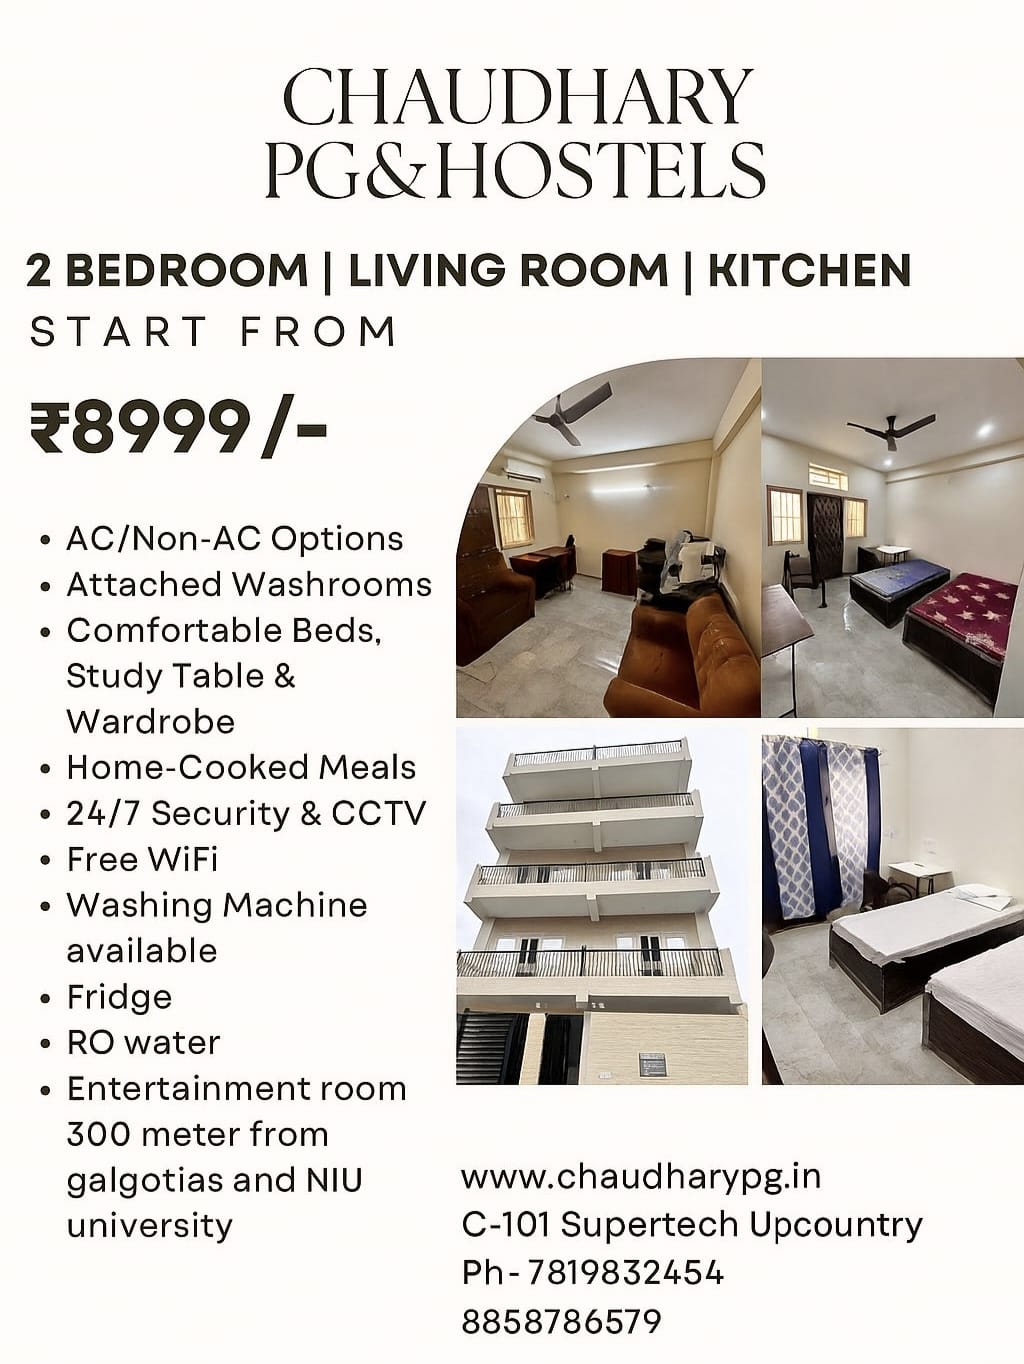 CHAUDHARY
PG&HOSTELS
2 BEDROOM | LIVING ROOM | KITCHEN
START FROM
₹8999/-
• AC/Non-AC Options
• Attached Washrooms
• Comfortable Beds,
Study Table &
Wardrobe
• Home-Cooked Meals
• 24/7 Security & CCTV
• Free WiFi
• Washing Machine
available
• Fridge
• RO water
• Entertainment room
300 meter from
galgotias and NIU
university
www.chaudharypg.in
C-101 Supertech Upcountry
Ph- 7819832454
8858786579